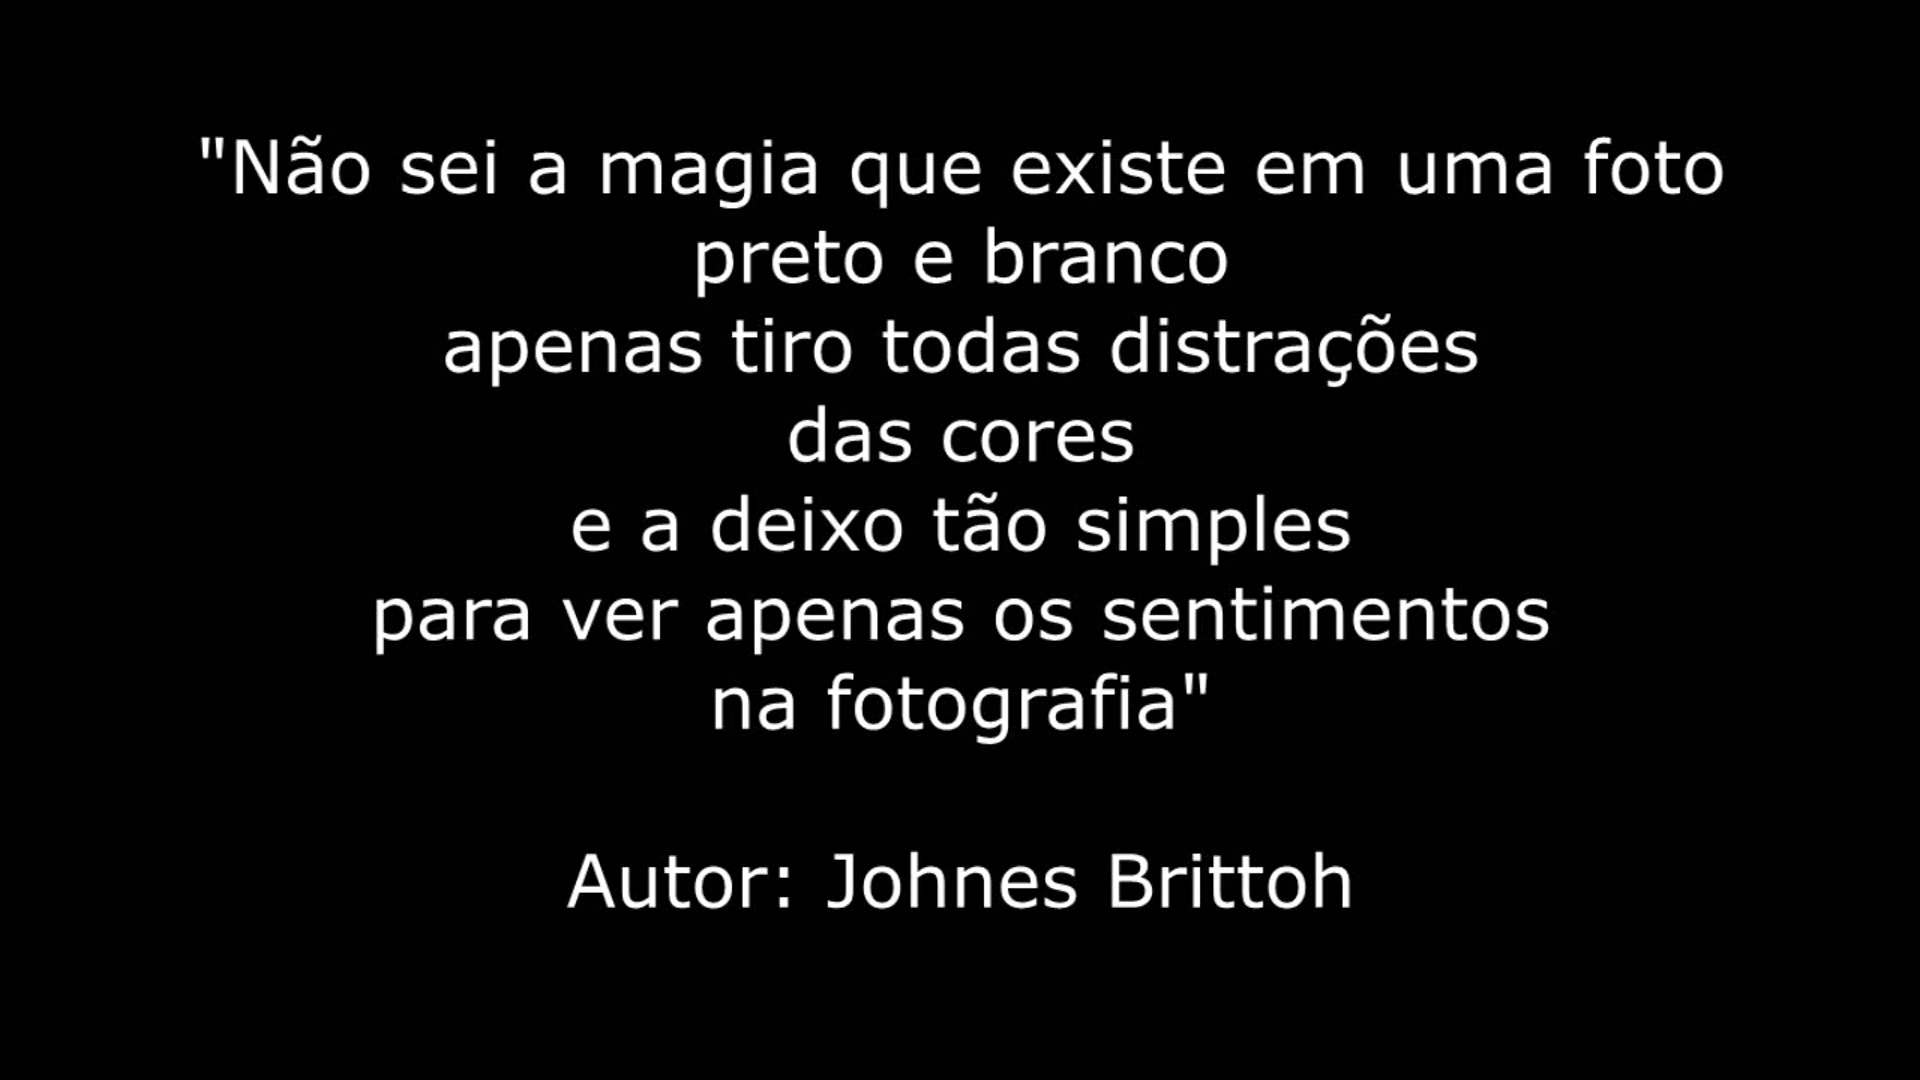 "Não sei a magia que existe em uma foto
preto e branco
apenas tiro todas distrações
das cores
e a deixo tão simples
para ver apenas os sentimentos
na fotografia"
Autor: Johnes Brittoh